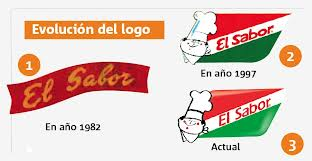 Evolución del logo
1
El Sabor
En año 1982
El Sabor
2
En año 1997
El Sabor
Actual
3